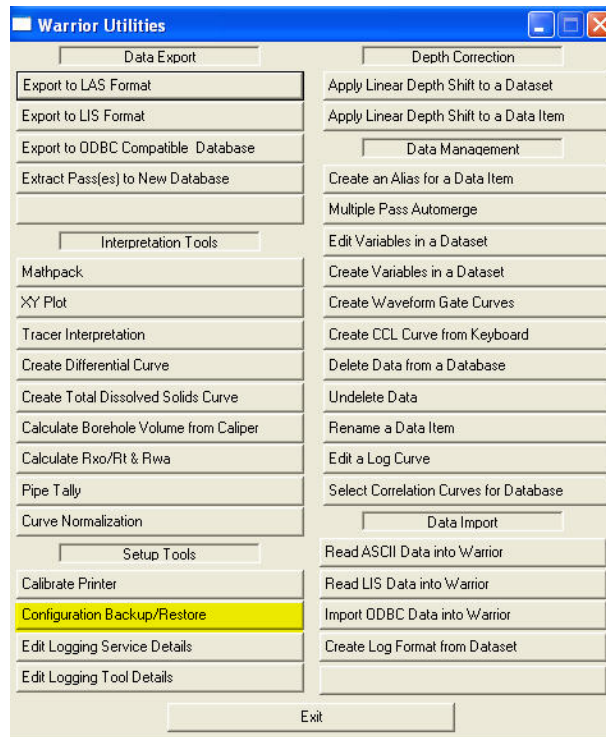 Warrior Utilities
Data Export
Export to LAS Format
Export to LIS Format
Export to ODBC Compatible Database
Extract Pass(es) to New Database
Interpretation Tools
Mathpack
XY Plot
Tracer Interpretation
Create Differential Curve
Create Total Dissolved Solids Curve
Calculate Borehole Volume from Caliper
Calculate Rxo/Rt & Rwa
Pipe Tally
Curve Normalization
Setup Tools
Calibrate Printer
Configuration Backup/Restore
Edit Logging Service Details
Edit Logging Tool Details
Depth Correction
Apply Linear Depth Shift to a Dataset
Apply Linear Depth Shift to a Data Item
Data Management
Create an Alias for a Data Item
Multiple Pass Automerge
Edit Variables in a Dataset
Create Variables in a Dataset
Create Waveform Gate Curves
Create CCL Curve from Keyboard
Delete Data from a Database
Undelete Data
Rename a Data Item
Edit a Log Curve
Select Correlation Curves for Database
Data Import
Read ASCII Data into Warrior
Read LIS Data into Warrior
Import ODBC Data into Warrior
Create Log Format from Dataset
Exit